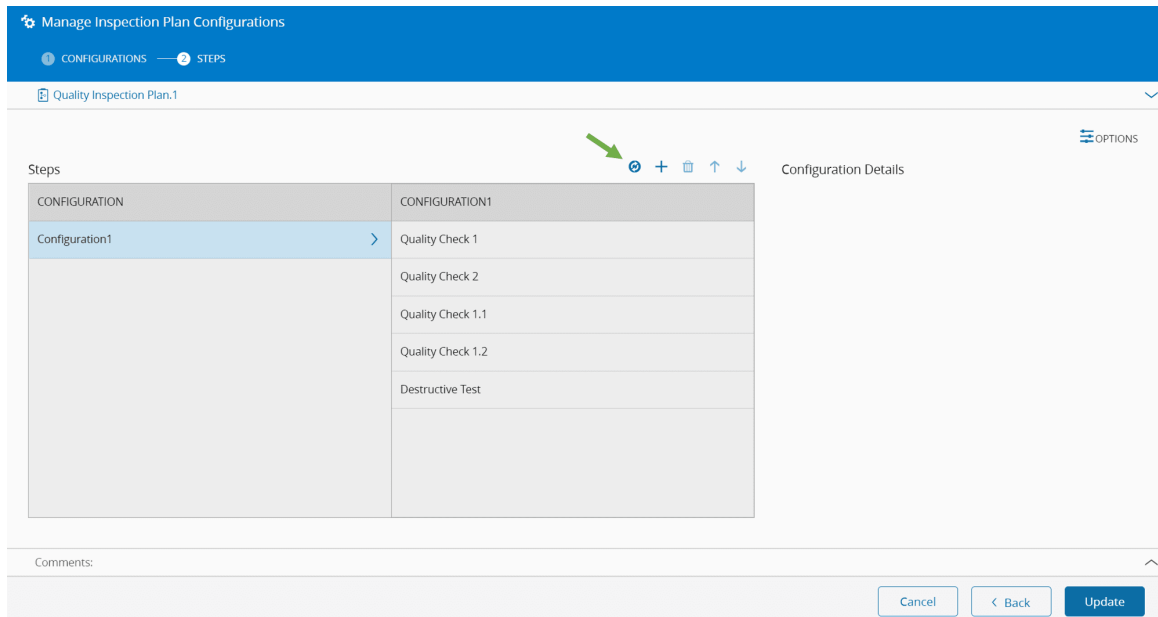 Manage Inspection Plan Configurations
1 CONFIGURATIONS 2 STEPS
Quality Inspection Plan.1
OPTIONS
Steps
Configuration Details
CONFIGURATION
CONFIGURATION1
Configuration1
Quality Check 1
Quality Check 2
Quality Check 1.1
Quality Check 1.2
Destructive Test
Comments:
Cancel
Back
Update